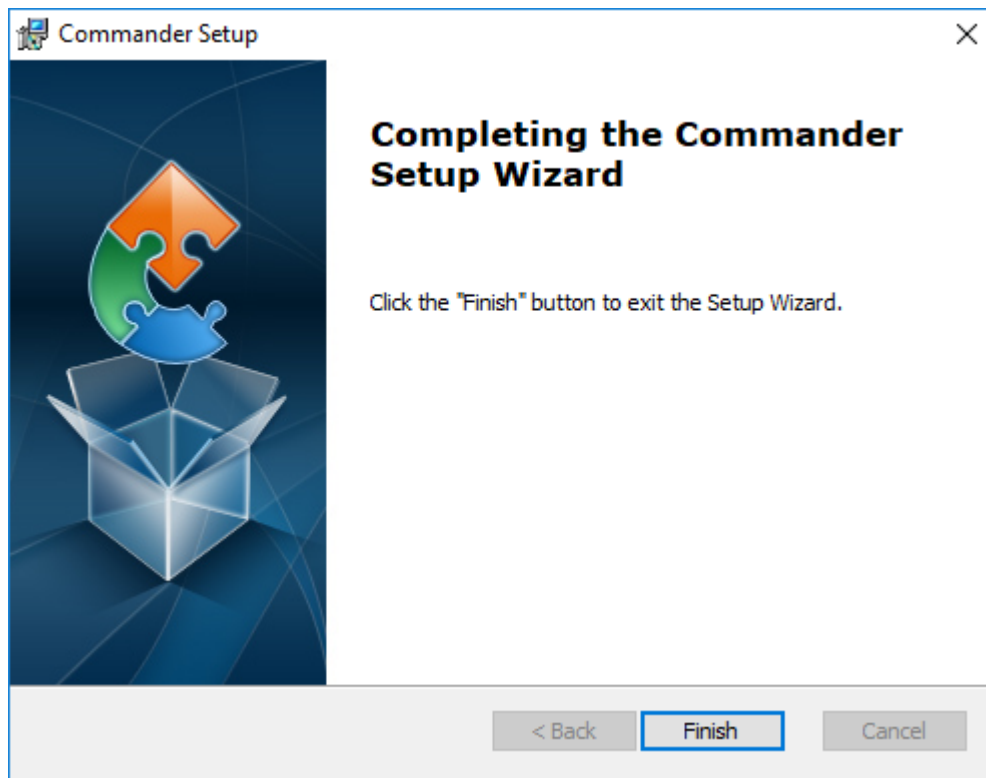 Commander Setup
Completing the Commander
Setup Wizard
Click the "Finish" button to exit the Setup Wizard.
< Back
Finish
Cancel